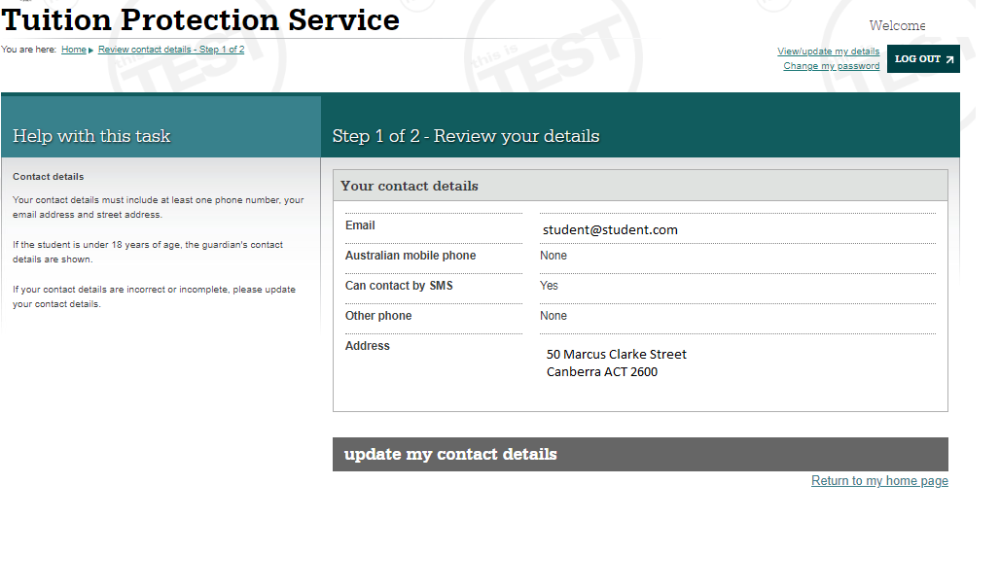 Tuition Protection Service
Welcome
You are here: Home ▸ Review contact details - Step 1 of 2
View/update my details
Change my password
LOG OUT
this is TEST
this is TEST
Help with this task
Contact details
Your contact details must include at least one phone number, your
email address and street address.
If the student is under 18 years of age, the guardian's contact
details are shown.
If your contact details are incorrect or incomplete, please update
your contact details.
Step 1 of 2 - Review your details
Your contact details
Email student@student.com
Australian mobile phone None
Can contact by SMS Yes
Other phone None
Address 50 Marcus Clarke Street
Canberra ACT 2600
update my contact details
Return to my home page